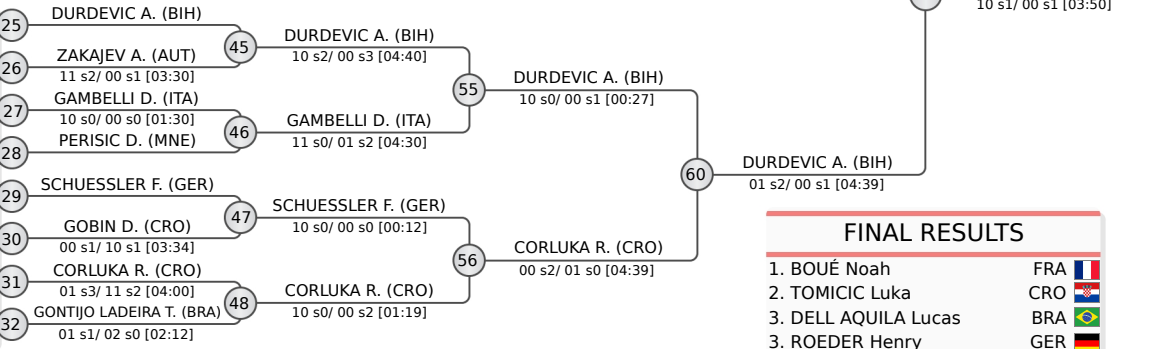 10 s1/ 00 s1 [03:50]
25
DURDEVIC A. (BIH)
26
ZAKAJEV A. (AUT)
11 s2/ 00 s1 [03:30]
45
DURDEVIC A. (BIH)
10 s2/ 00 s3 [04:40]
27
GAMBELLI D. (ITA)
10 s0/ 00 s0 [01:30]
28
PERISIC D. (MNE)
46
GAMBELLI D. (ITA)
11 s0/ 01 s2 [04:30]
55
DURDEVIC A. (BIH)
10 s0/ 00 s1 [00:27]
29
SCHUESSLER F. (GER)
30
GOBIN D. (CRO)
00 s1/ 10 s1 [03:34]
47
SCHUESSLER F. (GER)
10 s0/ 00 s0 [00:12]
31
CORLUKA R. (CRO)
01 s3/ 11 s2 [04:00]
32
GONTIJO LADEIRA T. (BRA)
01 s1/ 02 s0 [02:12]
48
CORLUKA R. (CRO)
10 s0/ 00 s2 [01:19]
56
CORLUKA R. (CRO)
00 s2/ 01 s0 [04:39]
60
DURDEVIC A. (BIH)
01 s2/ 00 s1 [04:39]
FINAL RESULTS
1. BOUÉ Noah FRA
2. TOMICIC Luka CRO
3. DELL AQUILA Lucas BRA
3. ROEDER Henry GER